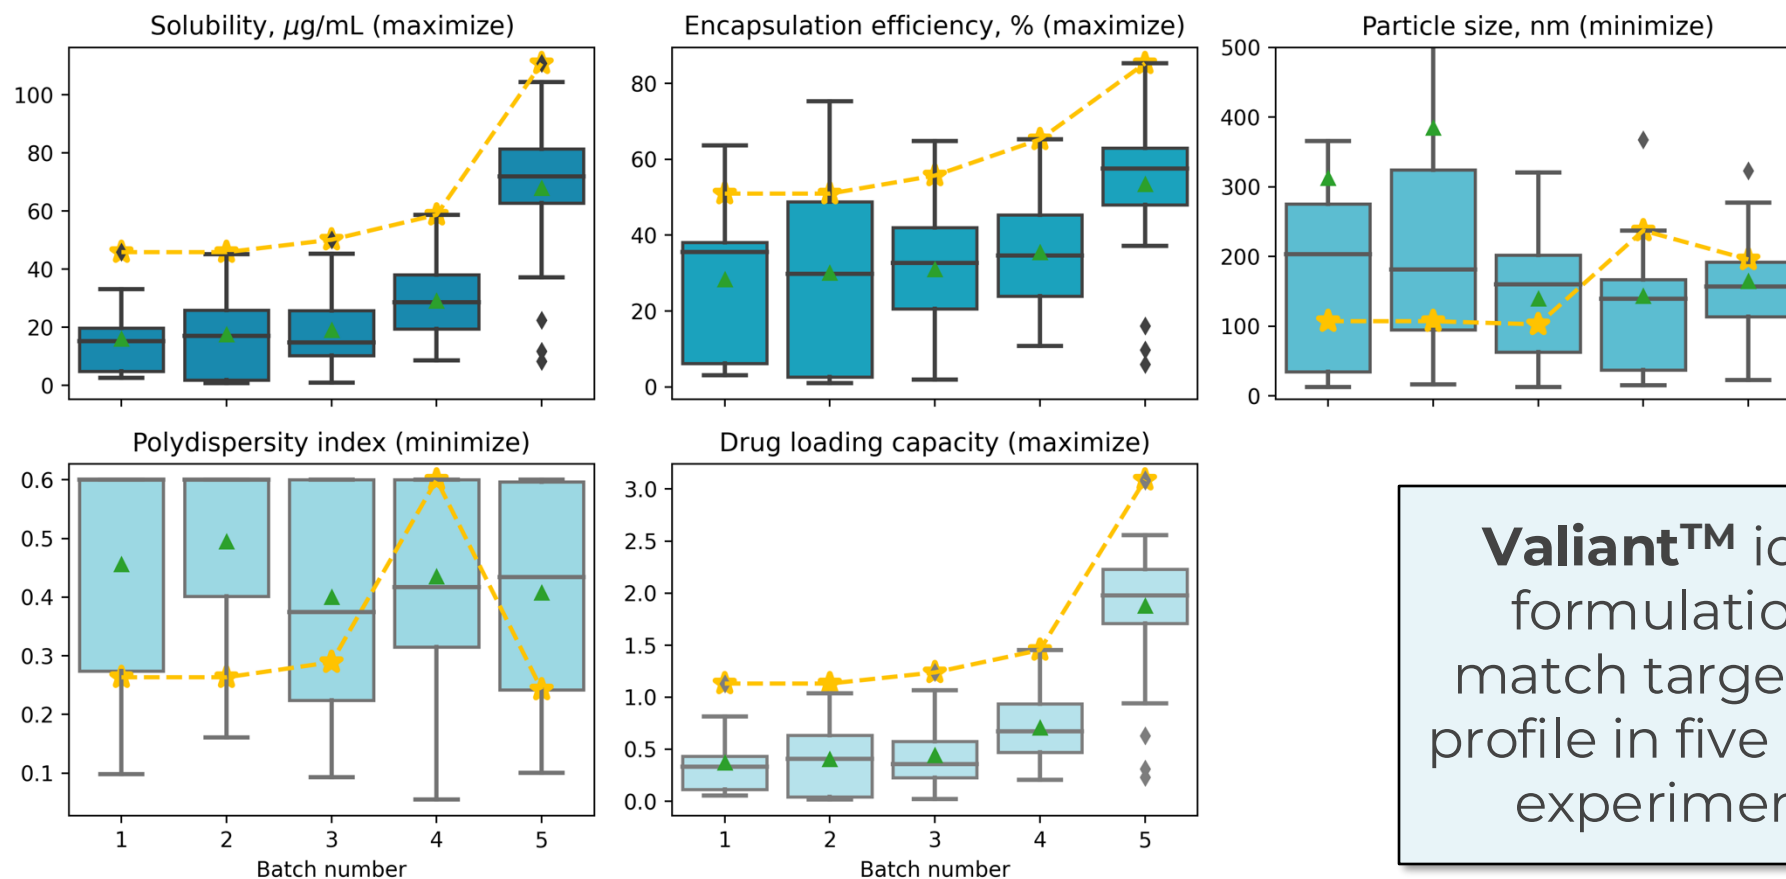 Solubility, μg/mL (maximize)
Encapsulation efficiency, % (maximize)
Particle size, nm (minimize)
100
80
60
40
20
0
80
60
40
20
0
500
400
300
200
100
0
Polydispersity index (minimize)
Drug loading capacity (maximize)
0.6
0.5
0.4
0.3
0.2
0.1
1 2 3 4 5
Batch number
3.0
2.5
2.0
1.5
1.0
0.5
0.0
1 2 3 4 5
Batch number
Valiant™
match
profile in five